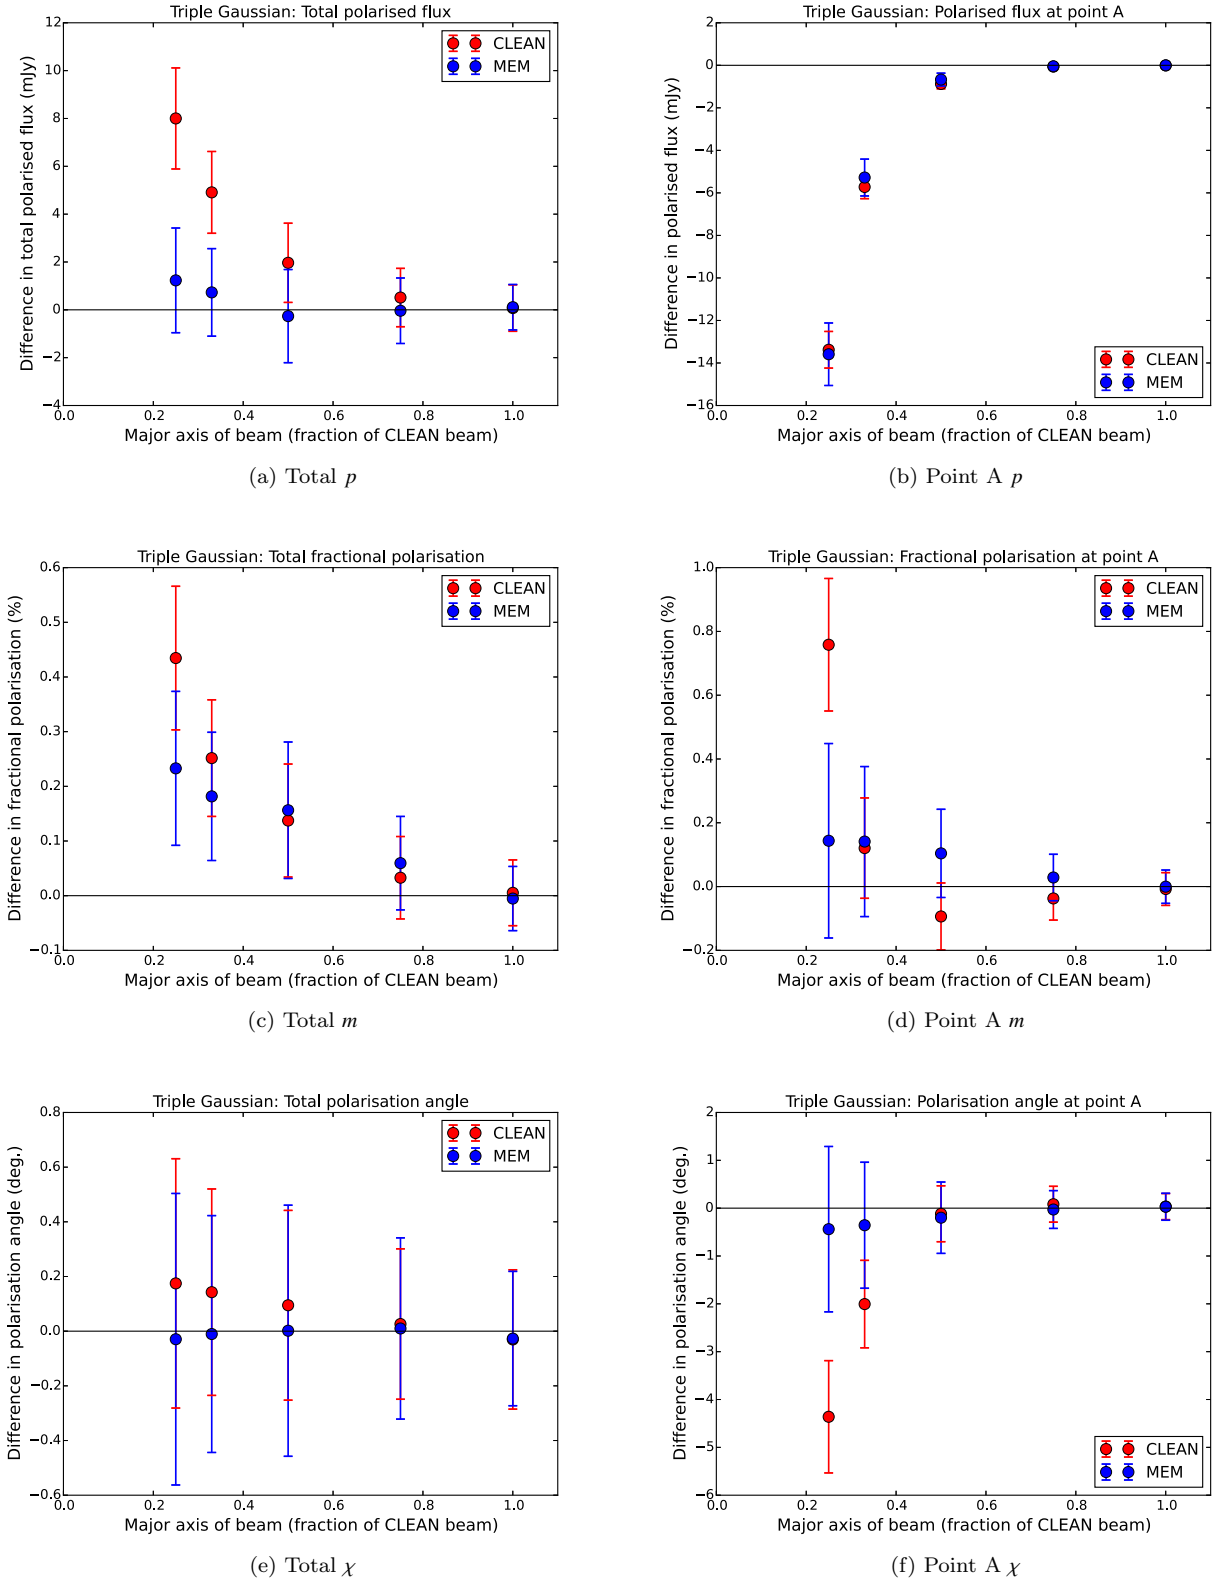 Triple Gaussian: Total polarised flux
12
10
8
6
4
2
0
−2
−4
0.0 0.2 0.4 0.6 0.8 1.0
Difference in total polarised flux (mJy)
Major axis of beam (fraction of CLEAN beam)
CLEAN
MEM
(a) Total p
Triple Gaussian: Polarised flux at point A
2
0
−2
−4
−6
−8
−10
−12
−14
−16
0.0 0.2 0.4 0.6 0.8 1.0
Difference in polarised flux (mJy)
Major axis of beam (fraction of CLEAN beam)
CLEAN
MEM
(b) Point A p
Triple Gaussian: Total fractional polarisation
0.6
0.5
0.4
0.3
0.2
0.1
0.0
−0.1
0.0 0.2 0.4 0.6 0.8 1.0
Difference in fractional polarisation (%)
Major axis of beam (fraction of CLEAN beam)
CLEAN
MEM
(c) Total m
Triple Gaussian: Fractional polarisation at point A
1.0
0.8
0.6
0.4
0.2
0.0
−0.2
0.0 0.2 0.4 0.6 0.8 1.0
Difference in fractional polarisation (%)
Major axis of beam (fraction of CLEAN beam)
CLEAN
MEM
(d) Point A m
Triple Gaussian: Total polarisation angle
0.8
0.6
0.4
0.2
0.0
−0.2
−0.4
−0.6
0.0 0.2 0.4 0.6 0.8 1.0
Difference in polarisation angle (deg.)
Major axis of beam (fraction of CLEAN beam)
CLEAN
MEM
(e) Total χ
Triple Gaussian: Polarisation angle at point A
2
1
0
−1
−2
−3
−4
−5
−6
0.0 0.2 0.4 0.6 0.8 1.0
Difference in polarisation angle (deg.)
Major axis of beam (fraction of CLEAN beam)
CLEAN
MEM
(f) Point A χ